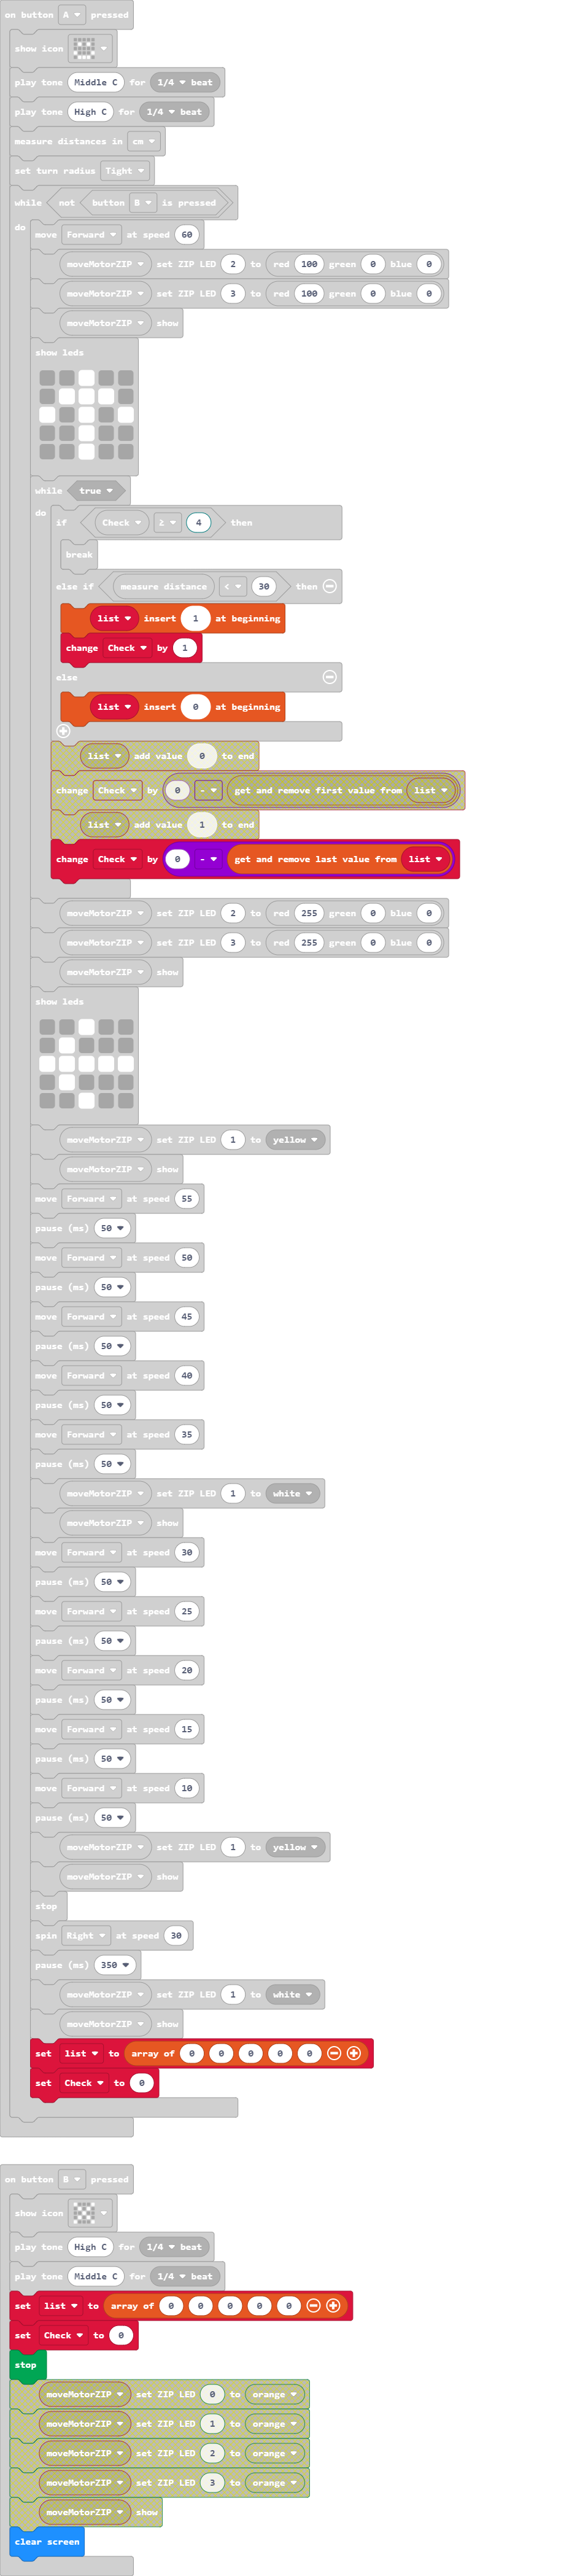 on button A pressed
show icon
play tone Middle C for 1/4 beat
play tone High C for 1/4 beat
measure distances in cm
set turn radius Tight
while not button B is pressed
do
move Forward at speed 60
moveMotorZIP set ZIP LED 2 to red 100 green 0 blue 0
moveMotorZIP set ZIP LED 3 to red 100 green 0 blue 0
moveMotorZIP show
show leds
while true
do
if Check ≥ 4 then
break
else if measure distance < 30 then
list insert 1 at beginning
change Check by 1
else
list insert 0 at beginning
list add value 0 to end
change Check by 0 - get and remove first value from list
list add value 1 to end
change Check by 0 - get and remove last value from list
moveMotorZIP set ZIP LED 2 to red 255 green 0 blue 0
moveMotorZIP set ZIP LED 3 to red 255 green 0 blue 0
moveMotorZIP show
show leds
moveMotorZIP set ZIP LED 1 to yellow
moveMotorZIP show
move Forward at speed 55
pause (ms) 50
move Forward at speed 50
pause (ms) 50
move Forward at speed 45
pause (ms) 50
move Forward at speed 40
pause (ms) 50
move Forward at speed 35
pause (ms) 50
moveMotorZIP set ZIP LED 1 to white
moveMotorZIP show
move Forward at speed 30
pause (ms) 50
move Forward at speed 25
pause (ms) 50
move Forward at speed 20
pause (ms) 50
move Forward at speed 15
pause (ms) 50
move Forward at speed 10
pause (ms) 50
moveMotorZIP set ZIP LED 1 to yellow
moveMotorZIP show
stop
spin Right at speed 30
pause (ms) 350
moveMotorZIP set ZIP LED 1 to white
moveMotorZIP show
set list to array of 0 0 0 0 0
set Check to 0
on button B pressed
show icon
play tone High C for 1/4 beat
play tone Middle C for 1/4 beat
set list to array of 0 0 0 0 0
set Check to 0
stop
moveMotorZIP set ZIP LED 0 to orange
moveMotorZIP set ZIP LED 1 to orange
moveMotorZIP set ZIP LED 2 to orange
moveMotorZIP set ZIP LED 3 to orange
moveMotorZIP show
clear screen